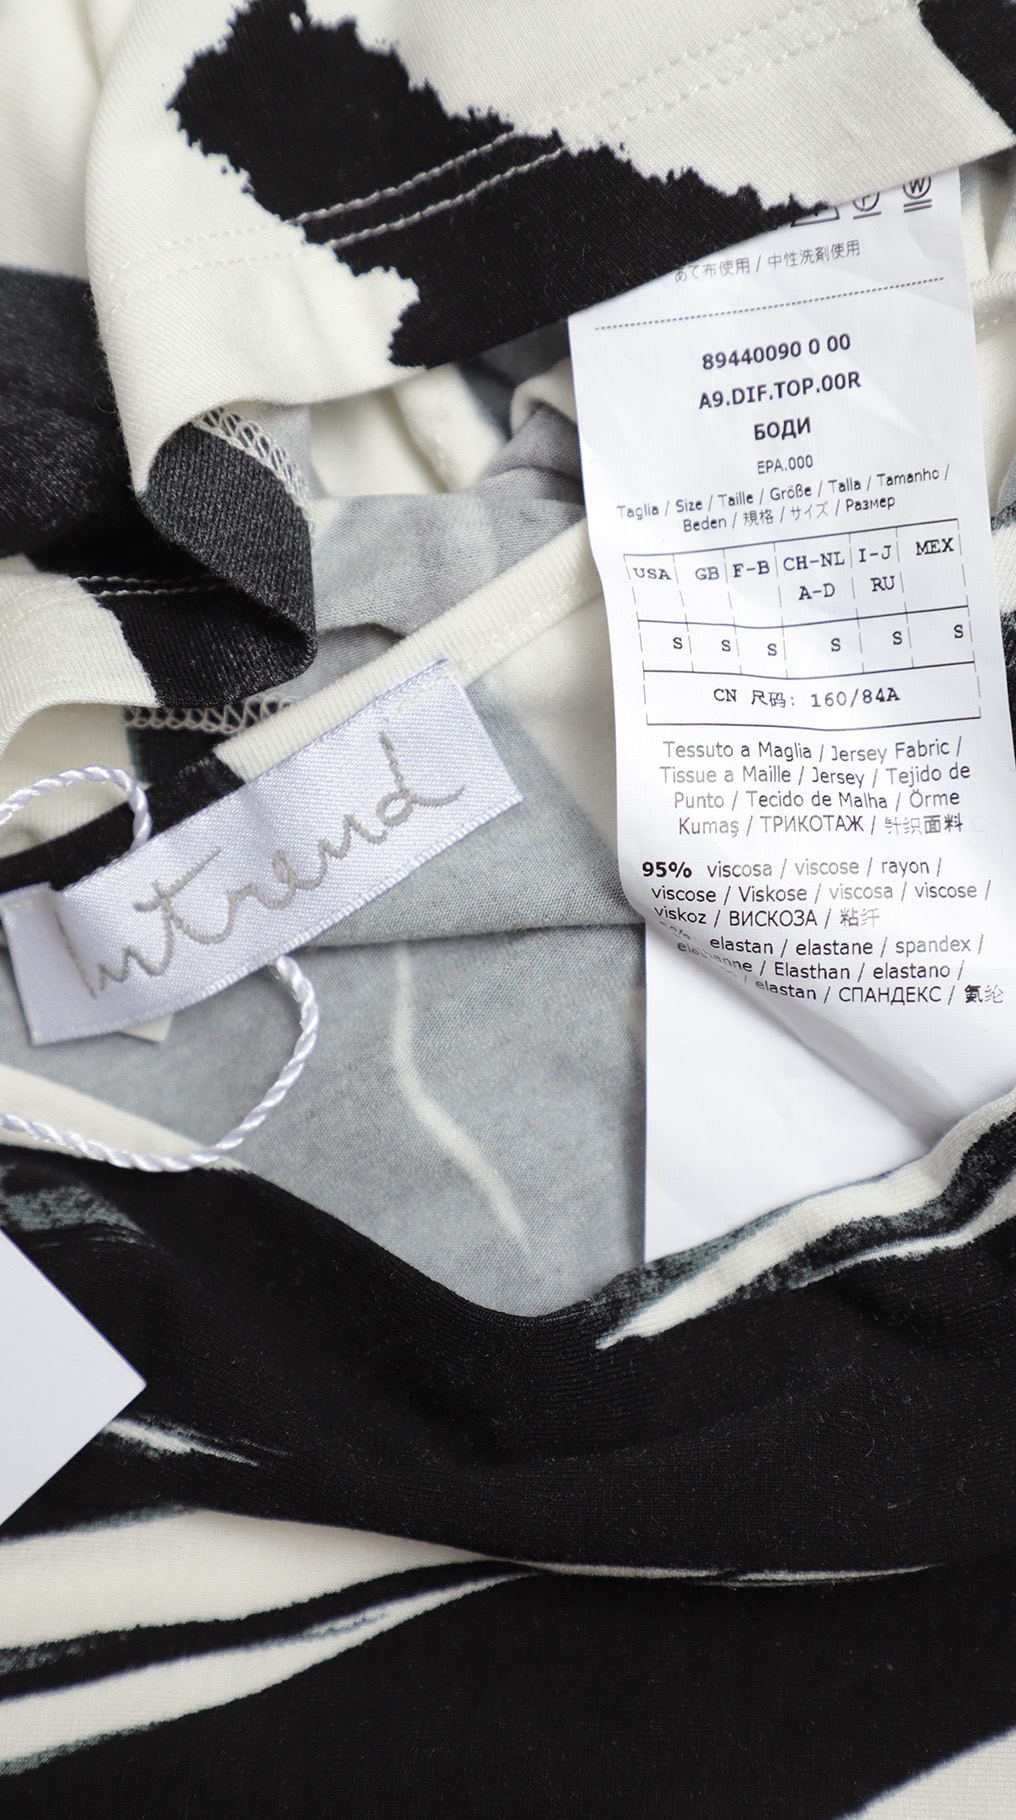 あて布使用 / 中性洗剤使用
89440090 0 00
A9.DIF.TOP.00R
БОДИ
EPA.000
Taglia / Size / Taille / Größe / Talla / Tamanho /
Beden / 規格 / サイズ / Размер
USA GB F-B CH-NL I-J MEX
A-D RU
S S S S S S
CN 尺码: 160/84A
Tessuto a Maglia / Jersey Fabric /
Tissue a Maille / Jersey / Tejido de
Punto / Tecido de Malha / Örme
Kumaş / ТРИКОТАЖ / 针织面料
95% viscosa / viscose / rayon /
viscose / Viskose / viscosa / viscose /
viskoz / ВИСКОЗА / 粘纤
elastan / elastane / spandex /
/ Elasthan / elastano /
elastan / СПАНДЕКС / 氨纶
Intrend